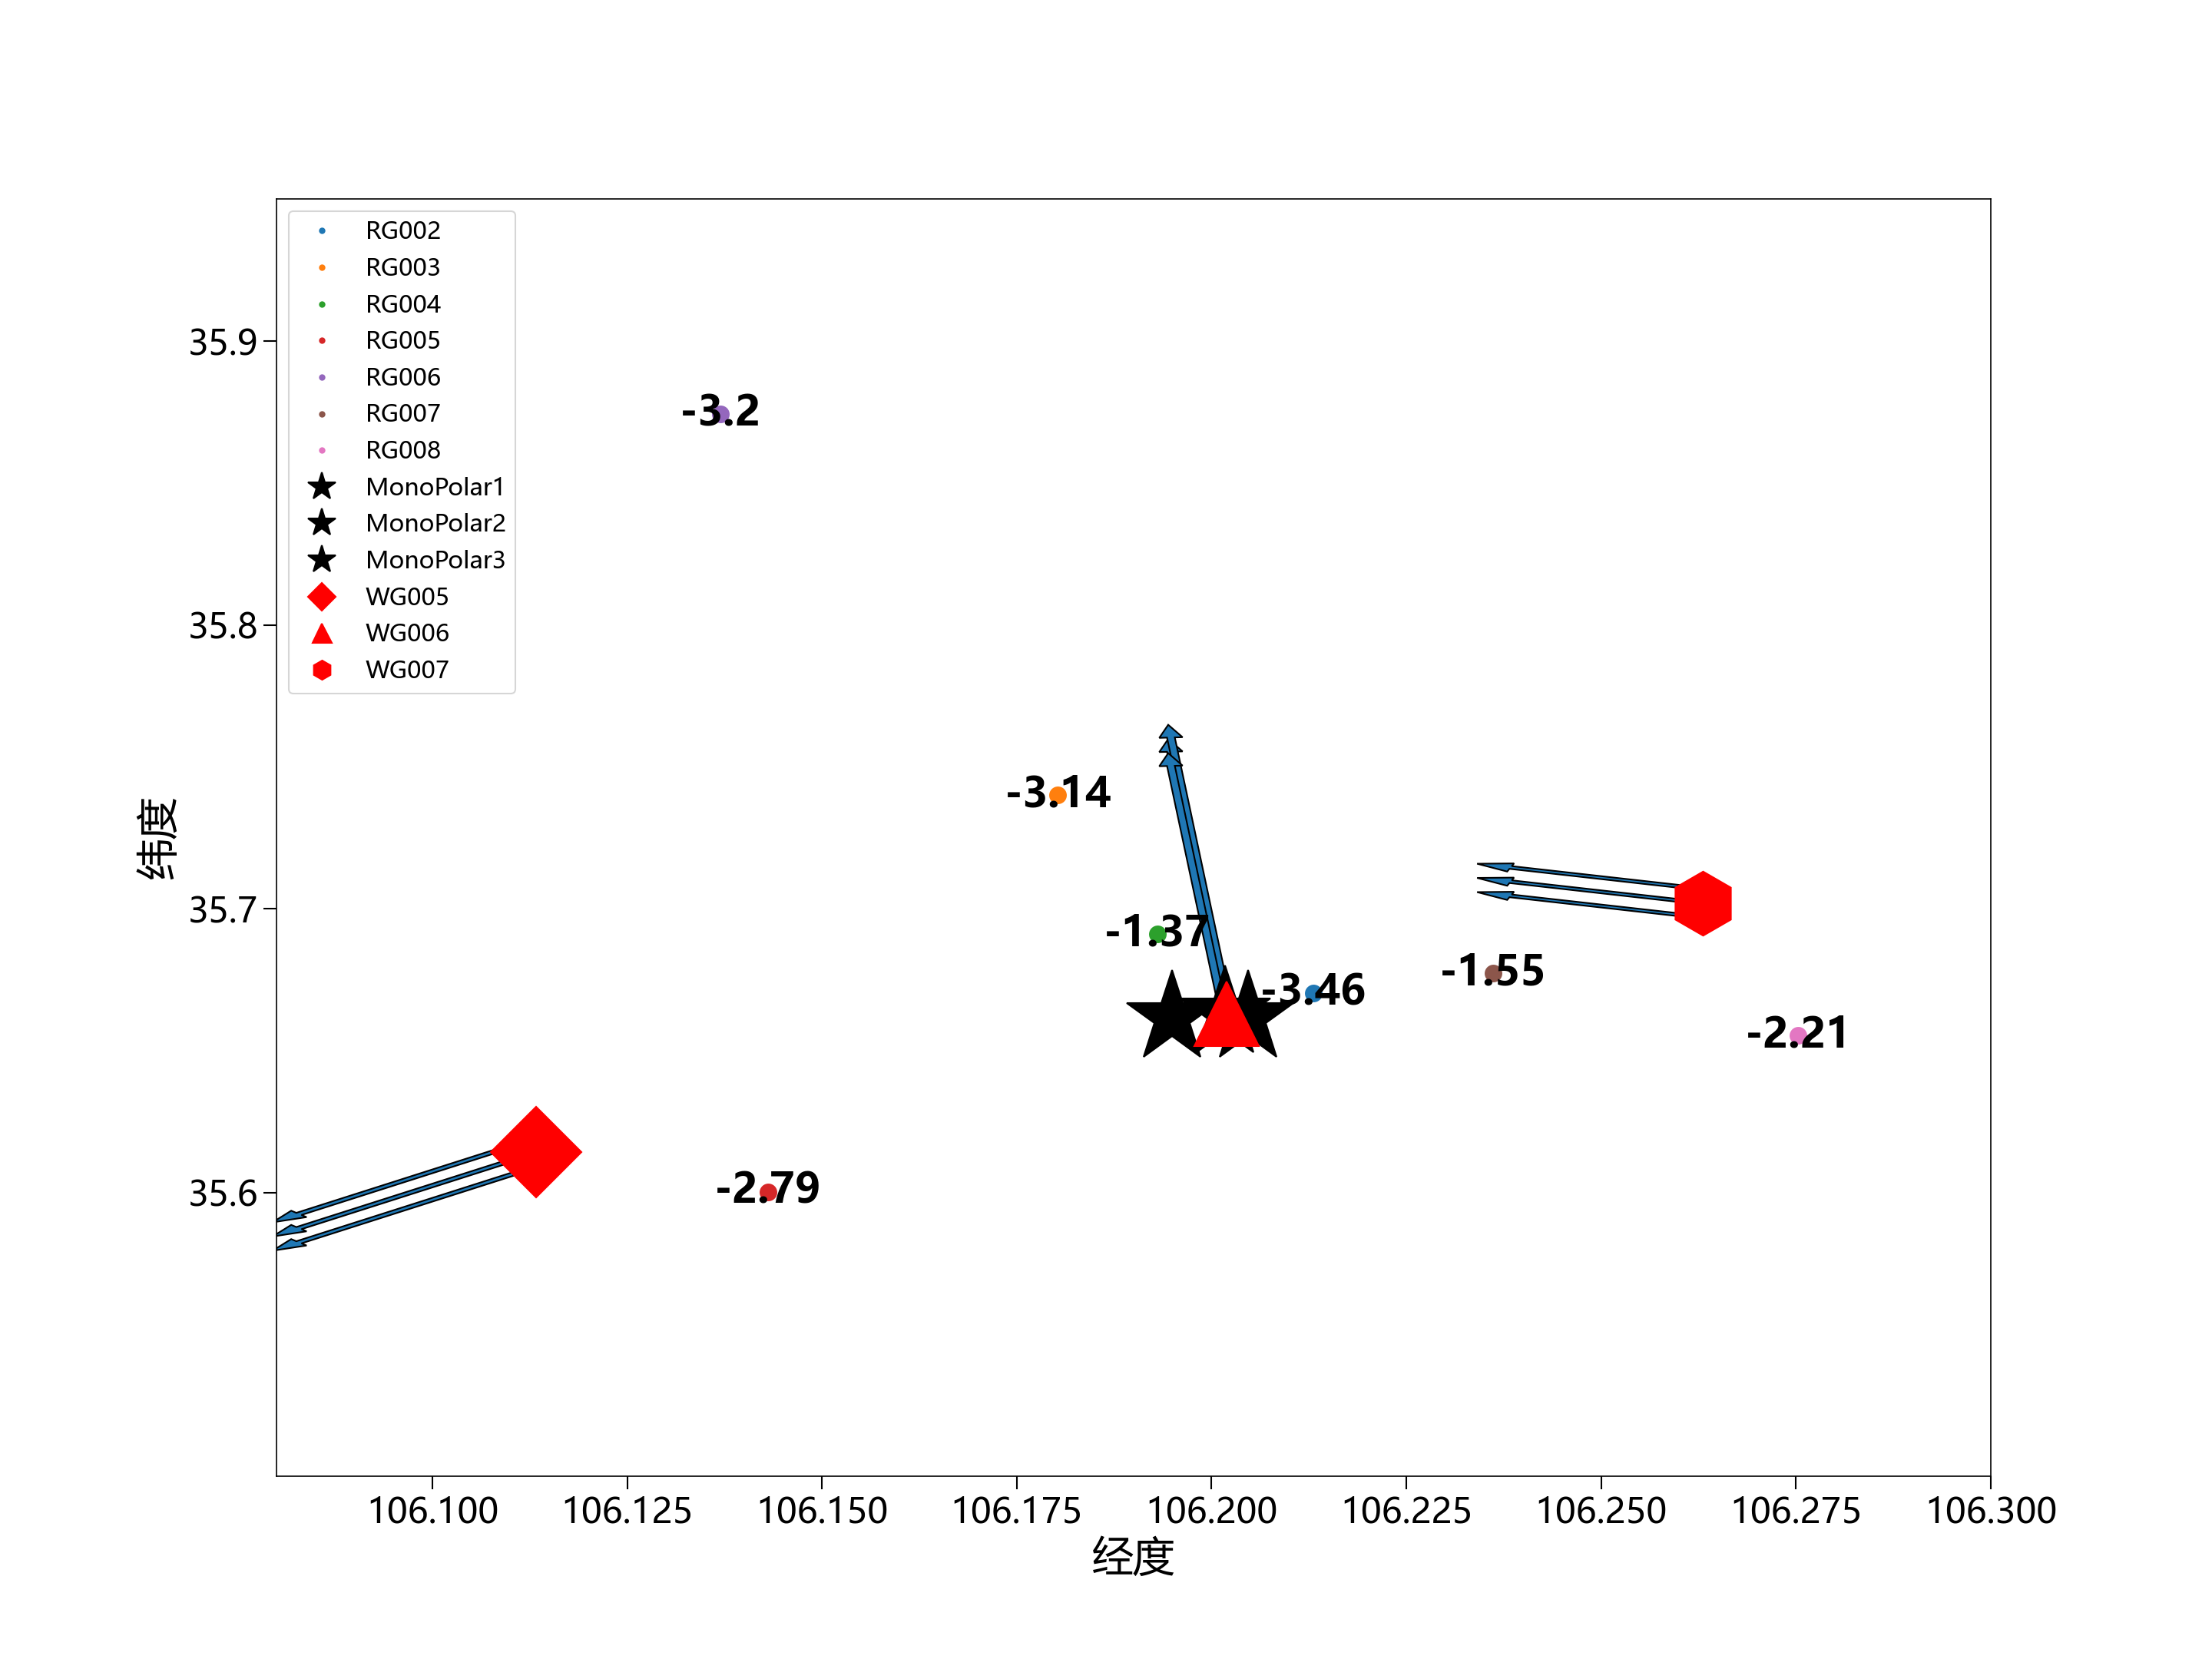 RG002
RG003
RG004
RG005
RG006
RG007
RG008
MonoPolar1
MonoPolar2
MonoPolar3
WG005
WG006
WG007
35.9
35.8
35.7
35.6
纬度
-3.2
-3.14
-1.37
-3.46
-1.55
-2.21
-2.79
106.100
106.125
106.150
106.175
106.200
106.225
106.250
106.275
106.300
经度